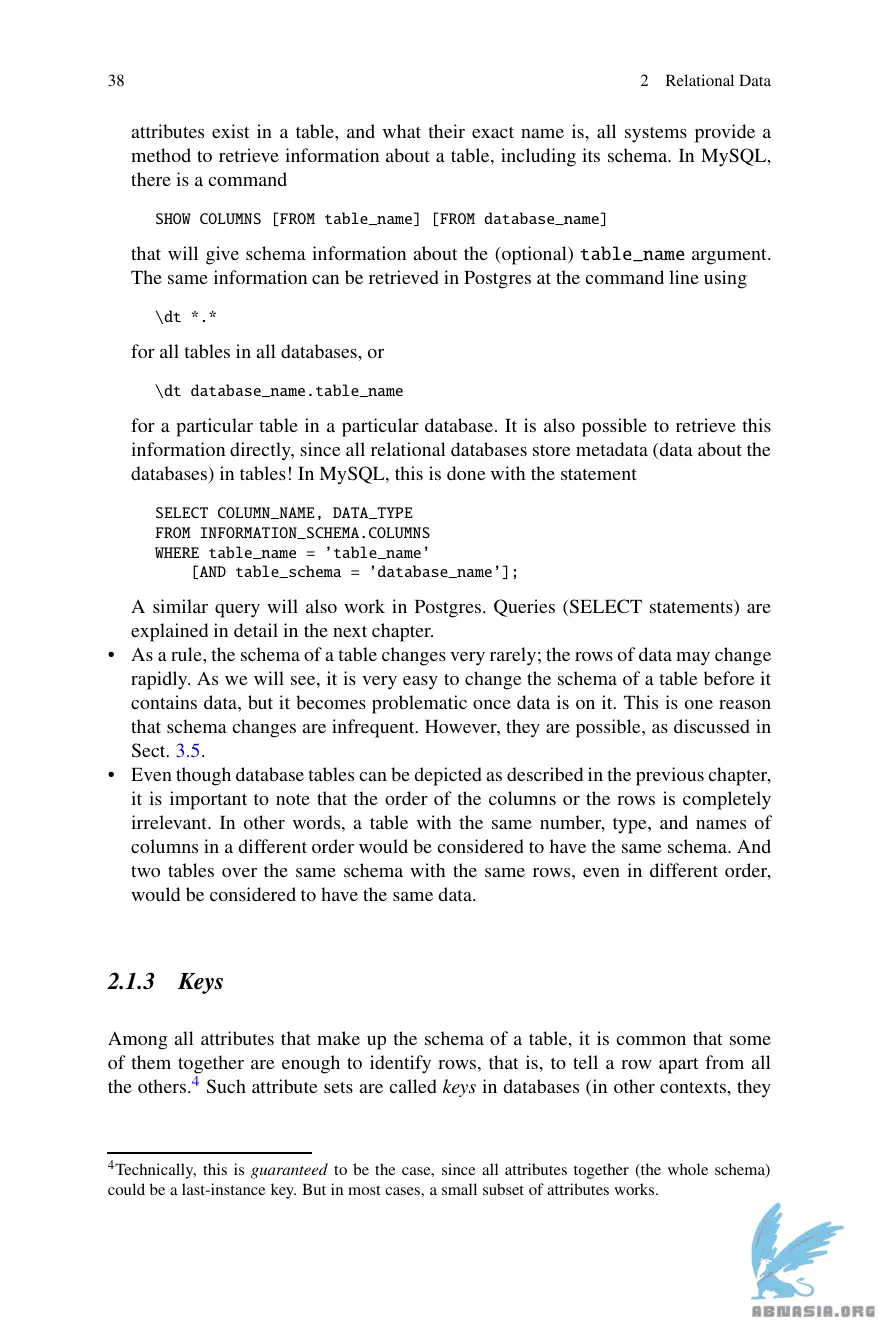 38 2 Relational Data
attributes exist in a table, and what their exact name is, all systems provide a
method to retrieve information about a table, including its schema. In MySQL,
there is a command
SHOW COLUMNS [FROM table_name] [FROM database_name]
that will give schema information about the (optional) table_name argument.
The same information can be retrieved in Postgres at the command line using
\dt *.*
for all tables in all databases, or
\dt database_name.table_name
for a particular table in a particular database. It is also possible to retrieve this
information directly, since all relational databases store metadata (data about the
databases) in tables! In MySQL, this is done with the statement
SELECT COLUMN_NAME, DATA_TYPE
FROM INFORMATION_SCHEMA.COLUMNS
WHERE table_name = ’table_name’
[AND table_schema = ’database_name’];
A similar query will also work in Postgres. Queries (SELECT statements) are
explained in detail in the next chapter.
• As a rule, the schema of a table changes very rarely; the rows of data may change
rapidly. As we will see, it is very easy to change the schema of a table before it
contains data, but it becomes problematic once data is on it. This is one reason
that schema changes are infrequent. However, they are possible, as discussed in
Sect. 3.5.
• Even though database tables can be depicted as described in the previous chapter,
it is important to note that the order of the columns or the rows is completely
irrelevant. In other words, a table with the same number, type, and names of
columns in a different order would be considered to have the same schema. And
two tables over the same schema with the same rows, even in different order,
would be considered to have the same data.
2.1.3 Keys
Among all attributes that make up the schema of a table, it is common that some
of them together are enough to identify rows, that is, to tell a row apart from all
the others.4 Such attribute sets are called keys in databases (in other contexts, they
4Technically, this is guaranteed to be the case, since all attributes together (the whole schema)
could be a last-instance key. But in most cases, a small subset of attributes works.
ABNASIA.ORG